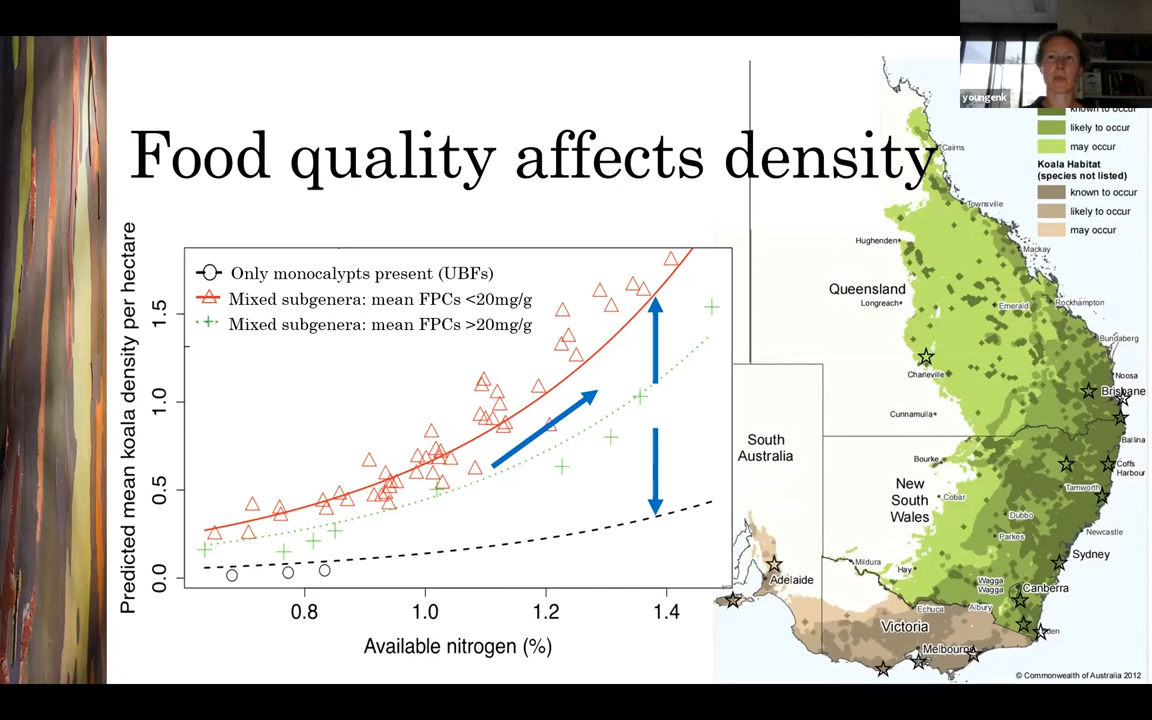 youngenk
known to occur
likely to occur
may occur
Koala Habitat
(species not listed)
known to occur
likely to occur
may occur
Food quality affects density
Cairns
Townsville
Hughenden
Mackay
Queensland
Longreach
Emerald
Rockhampton
Bundaberg
Charleville
Noosa
Brisbane
Cunnamulla
Ballina
South
Australia
Bourke
Coffs
Harbour
New
South
Wales
Cobar
Tamworth
Dubbo
Parkes
Newcastle
Sydney
Mildura
Hay
Adelaide
Wagga
Wagga
Canberra
Echuca
Albury
Victoria
Eden
Melbourne
© Commonwealth of Australia 2012
Predicted mean koala density per hectare
Only monocalypts present (UBFs)
Mixed subgenera: mean FPCs <20mg/g
Mixed subgenera: mean FPCs >20mg/g
1.5
1.0
0.5
0.0
0.8 1.0 1.2 1.4
Available nitrogen (%)